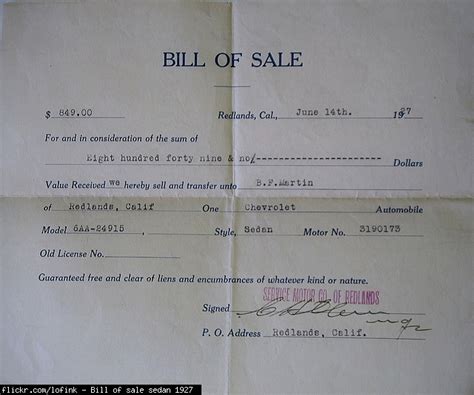 BILL OF SALE
$ 849.00 Redlands, Cal., June 14th. 1927
For and in consideration of the sum of
Eight hundred forty nine & no/---------------------- Dollars
Value Received we hereby sell and transfer unto B.F.Martin
of Redlands, Calif One Chevrolet Automobile
Model 6AA-24915 , Style, Sedan Motor No. 3190173
Old License No.
Guaranteed free and clear of liens and encumbrances of whatever kind or nature.
SERVICE MOTOR CO. OF REDLANDS
Signed
P. O. Address Redlands, Calif.
flickr.com/lofink - Bill of sale sedan 1927